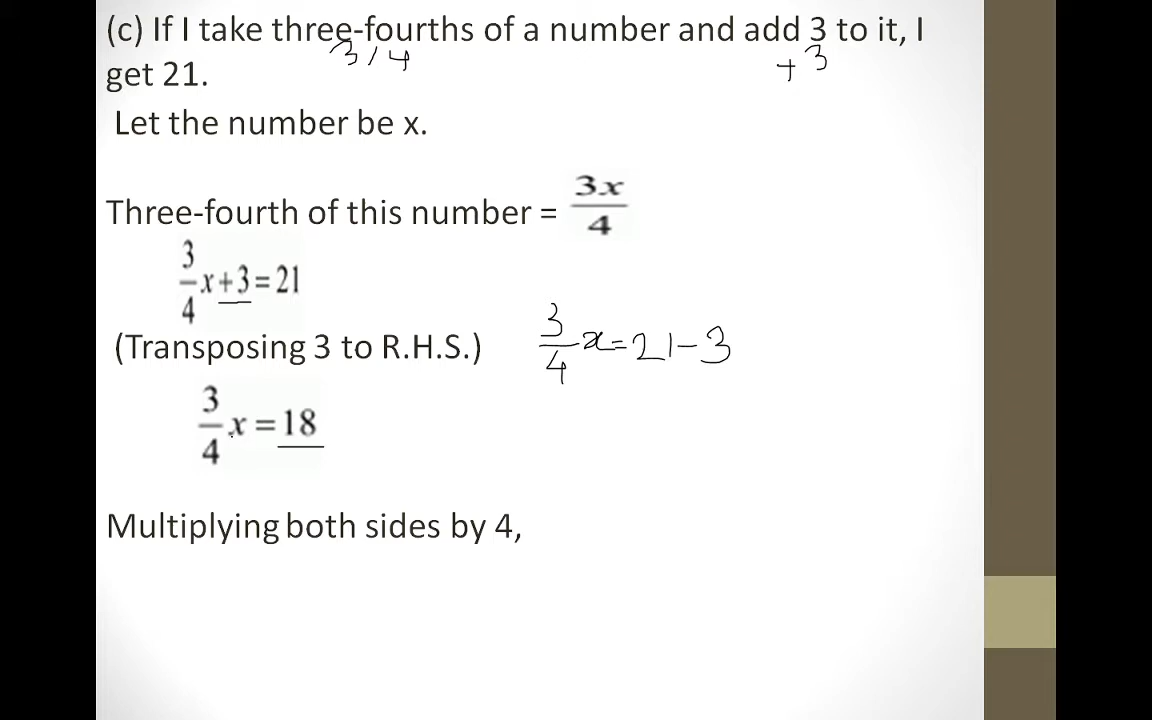 (c) If I take three-fourths of a number and add 3 to it, I
3/4 +3
get 21.
Let the number be x.
Three-fourth of this number = 3x/4
3/4 x+3=21
(Transposing 3 to R.H.S.) 3/4 x=21-3
3/4 x=18
Multiplying both sides by 4,